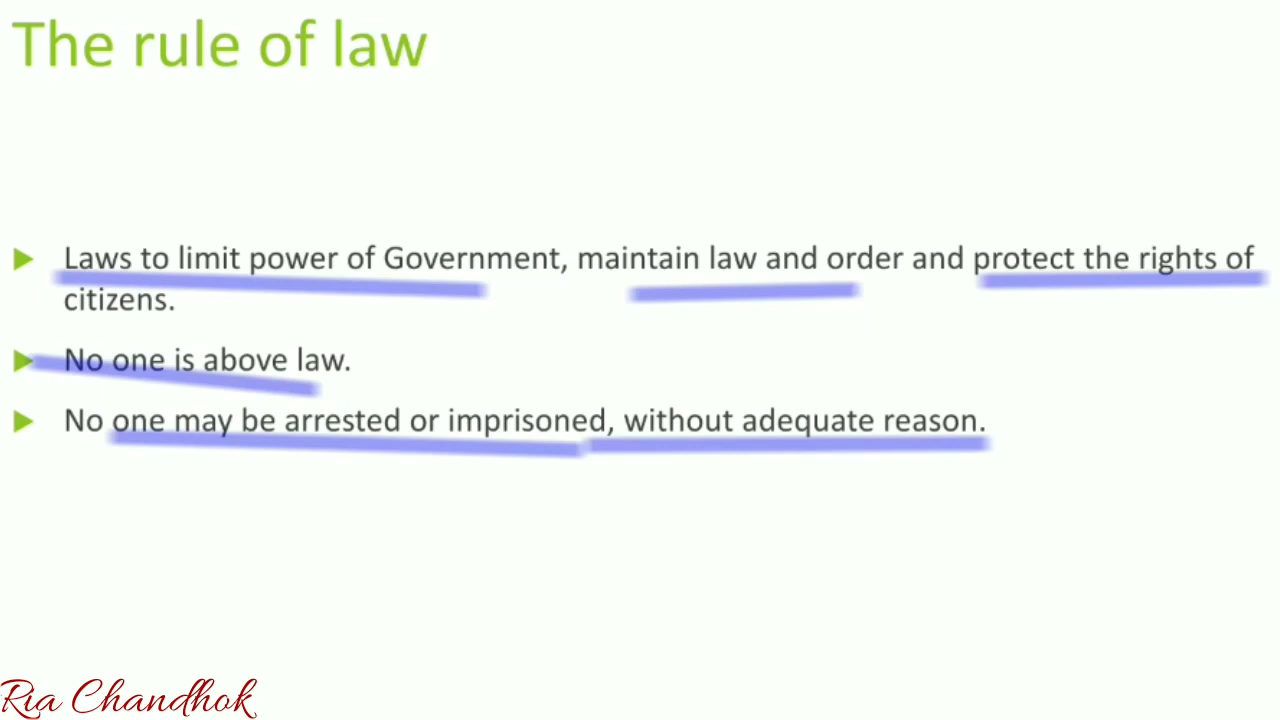 The rule of law
Laws to limit power of Government, maintain law and order and protect the rights of
citizens.
No one is above law.
No one may be arrested or imprisoned, without adequate reason.
Ria Chandhok